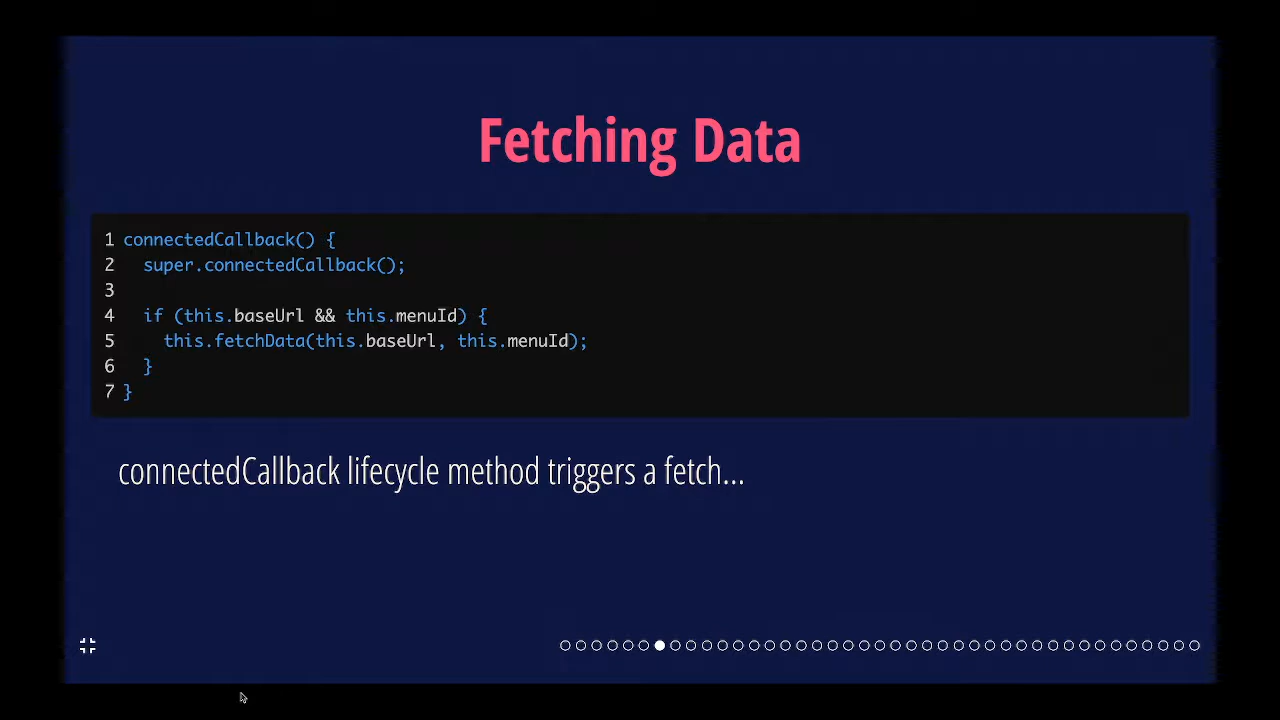 Fetching Data
1 connectedCallback() {
2   super.connectedCallback();
3
4   if (this.baseUrl && this.menuId) {
5     this.fetchData(this.baseUrl, this.menuId);
6   }
7 }
connectedCallback lifecycle method triggers a fetch...